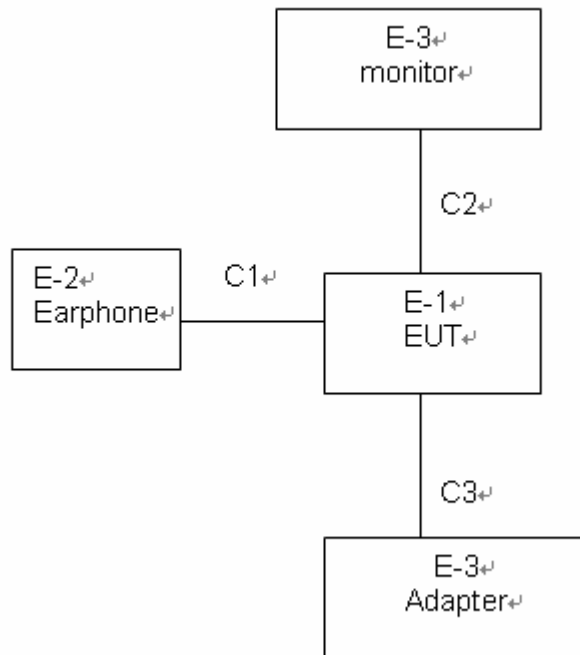 E-3↵
monitor↵
C2↵
E-2↵
Earphone↵
C1↵
E-1↵
EUT↵
C3↵
E-3↵
Adapter↵